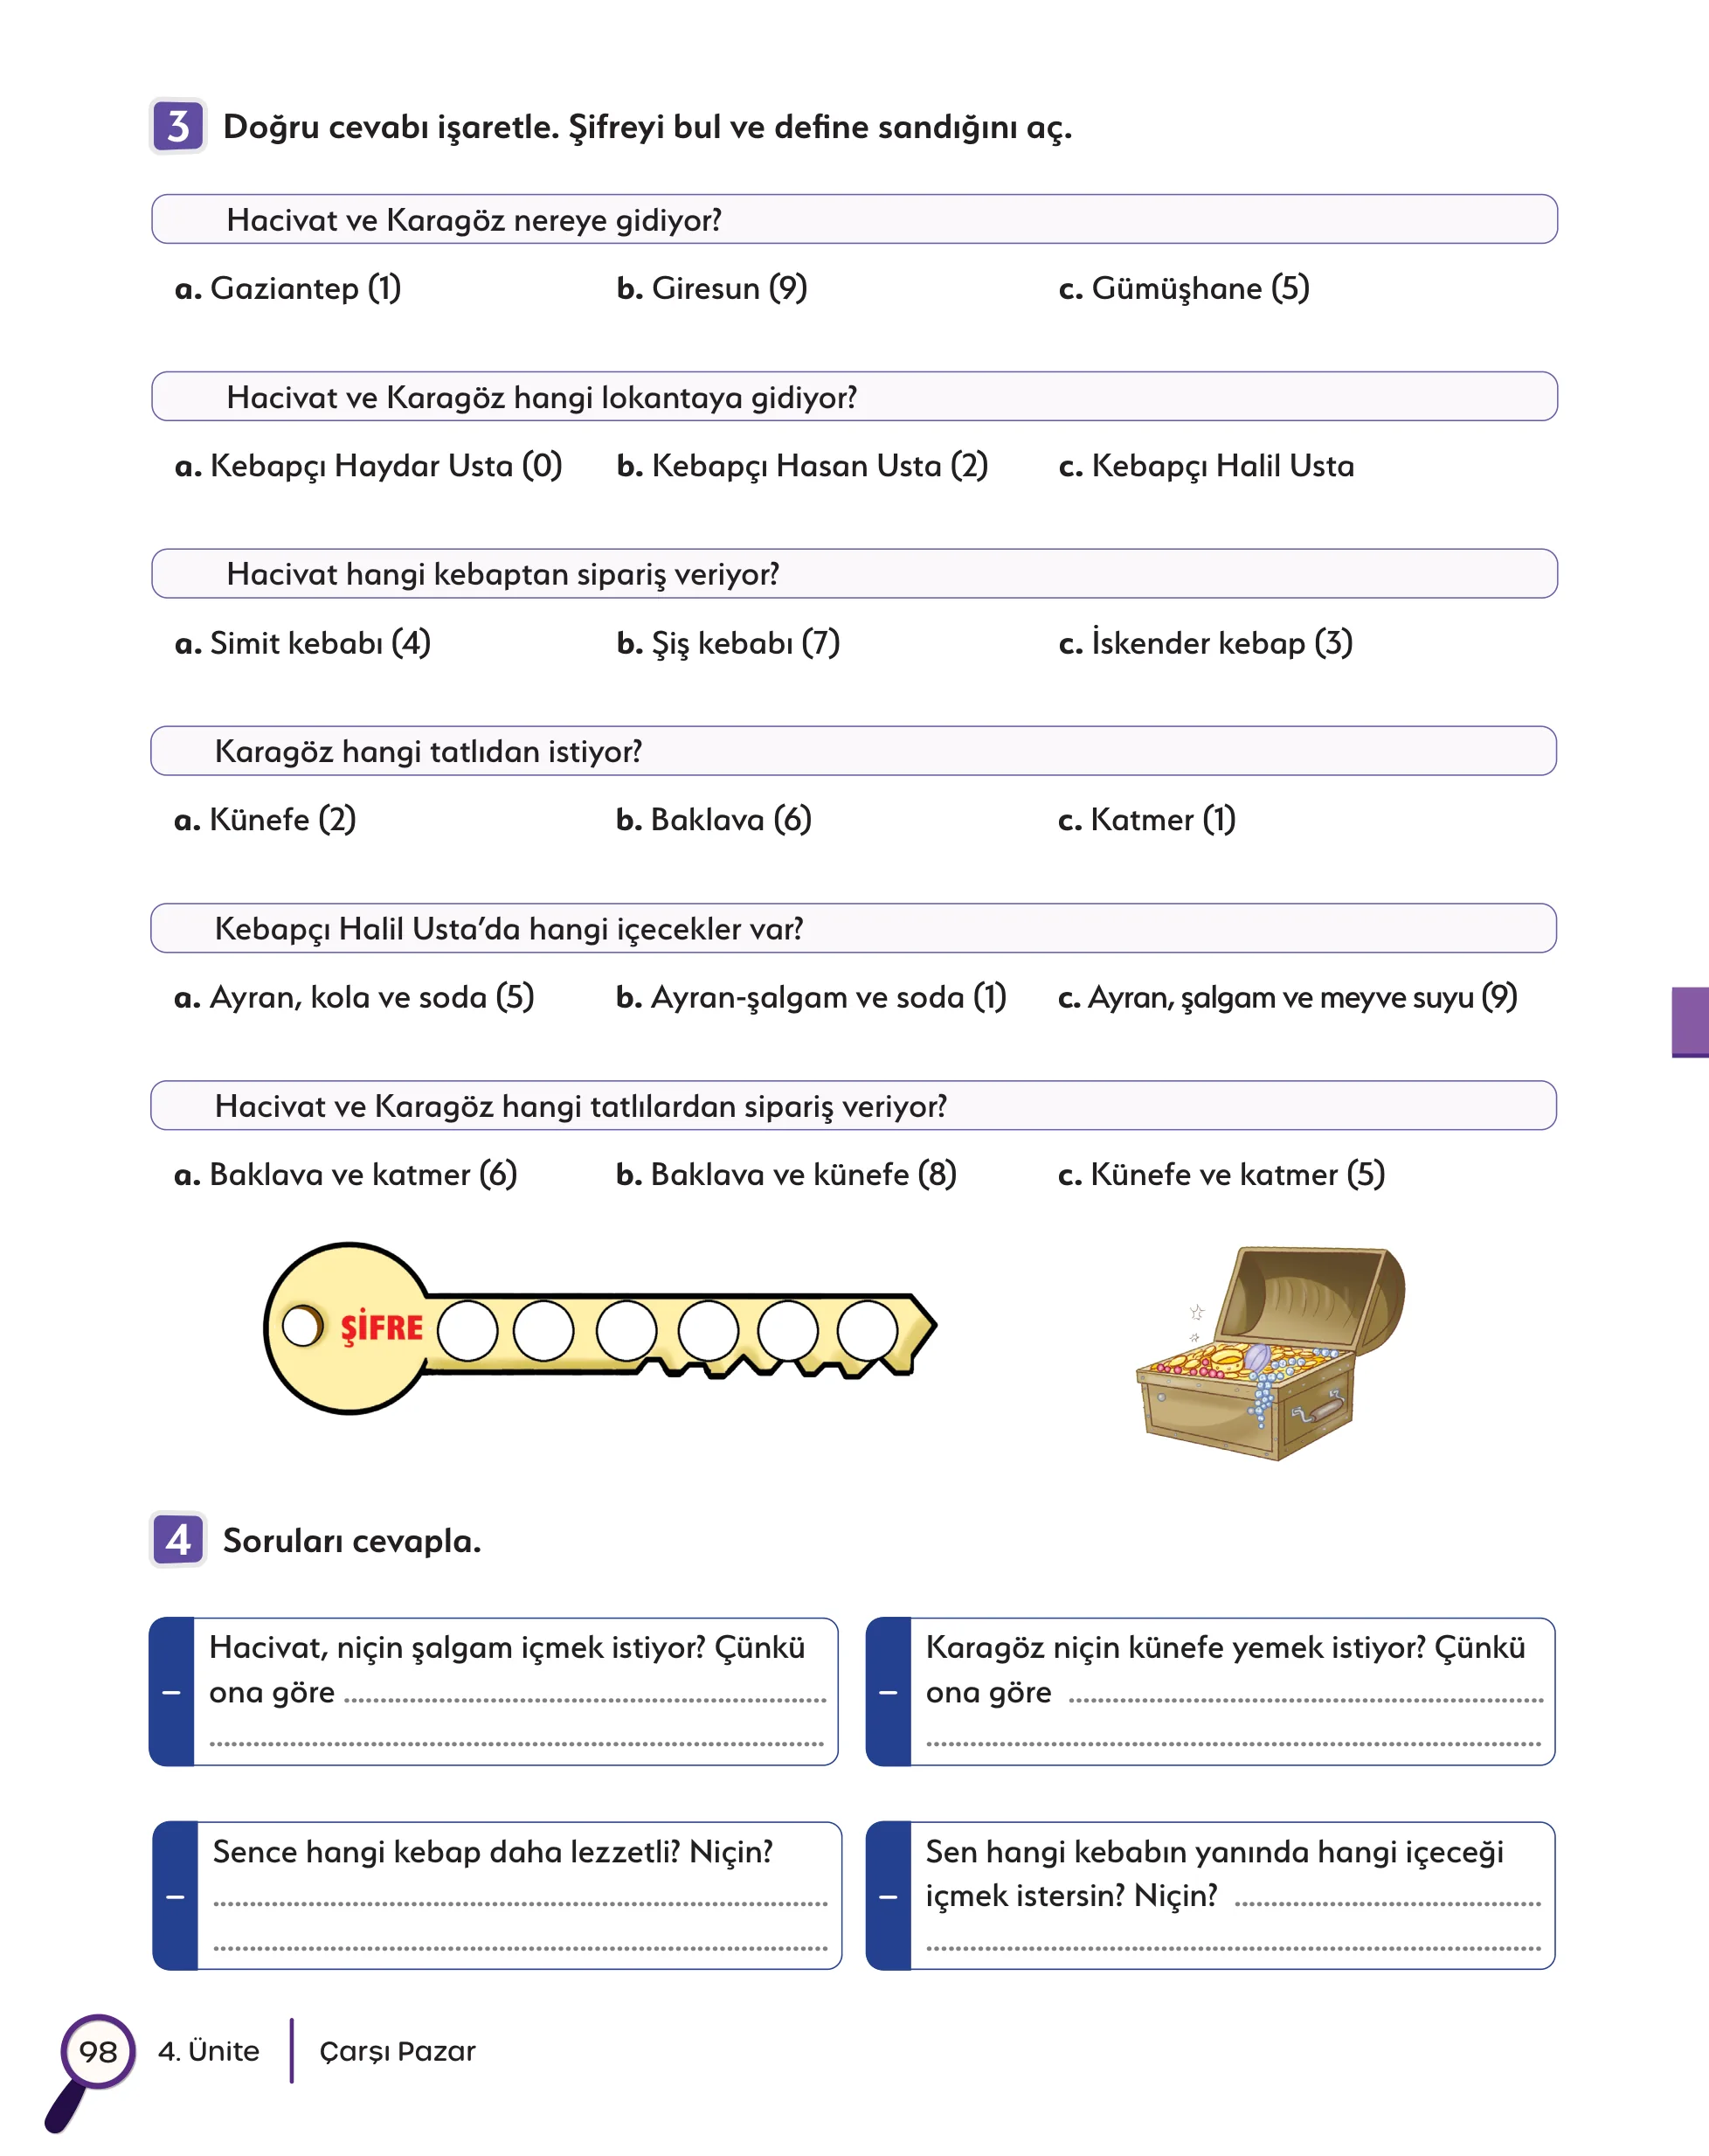 3 Doğru cevabı işaretle. Şifreyi bul ve define sandığını aç.
Hacivat ve Karagöz nereye gidiyor?
a. Gaziantep (1) b. Giresun (9) c. Gümüşhane (5)
Hacivat ve Karagöz hangi lokantaya gidiyor?
a. Kebapçı Haydar Usta (0) b. Kebapçı Hasan Usta (2) c. Kebapçı Halil Usta
Hacivat hangi kebaptan sipariş veriyor?
a. Simit kebabı (4) b. Şiş kebabı (7) c. İskender kebap (3)
Karagöz hangi tatlıdan istiyor?
a. Künefe (2) b. Baklava (6) c. Katmer (1)
Kebapçı Halil Usta’da hangi içecekler var?
a. Ayran, kola ve soda (5) b. Ayran-şalgam ve soda (1) c. Ayran, şalgam ve meyve suyu (9)
Hacivat ve Karagöz hangi tatlılardan sipariş veriyor?
a. Baklava ve katmer (6) b. Baklava ve künefe (8) c. Künefe ve katmer (5)
ŞİFRE
4 Soruları cevapla.
– Hacivat, niçin şalgam içmek istiyor? Çünkü
ona göre
– Karagöz niçin künefe yemek istiyor? Çünkü
ona göre
– Sence hangi kebap daha lezzetli? Niçin?
– Sen hangi kebabın yanında hangi içeceği
içmek istersin? Niçin?
98 4. Ünite Çarşı Pazar